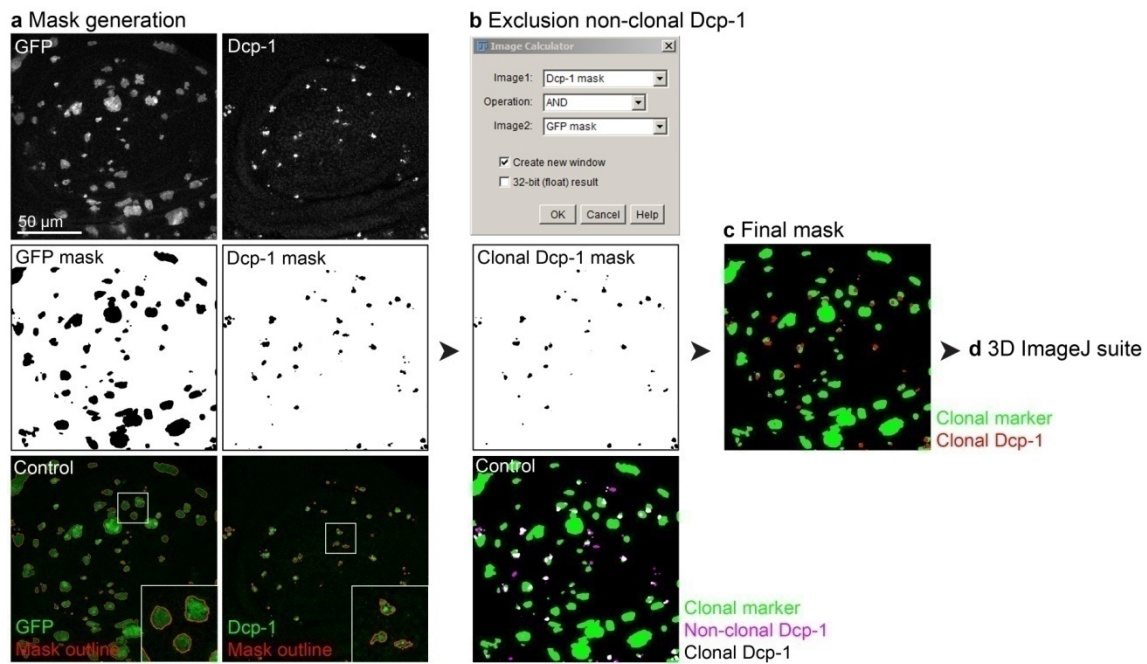 a Mask generation
GFP
Dcp-1
50 µm
GFP mask
Dcp-1 mask
Control
GFP
Mask outline
Dcp-1
Mask outline
b Exclusion non-clonal Dcp-1
Image Calculator
Image1: Dcp-1 mask
Operation: AND
Image2: GFP mask
Create new window
32-bit (float) result
OK Cancel Help
Clonal Dcp-1 mask
Control
Clonal marker
Non-clonal Dcp-1
Clonal Dcp-1
c Final mask
Clonal marker
Clonal Dcp-1
d 3D ImageJ suite